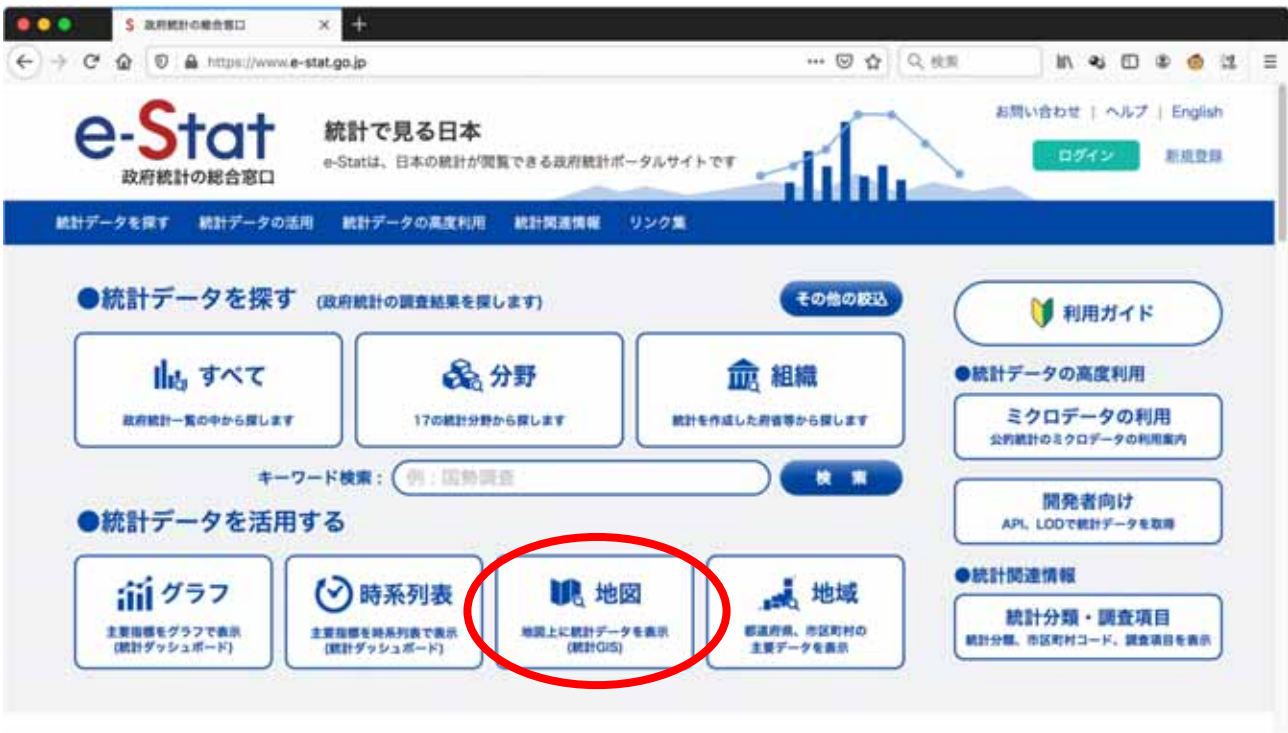 政府統計の総合窓口
https://www.e-stat.go.jp
検索
e-Stat
政府統計の総合窓口
統計で見る日本
e-Statは、日本の統計が閲覧できる政府統計ポータルサイトです
お問い合わせ | ヘルプ | English
ログイン
新規登録
統計データを探す
統計データの活用
統計データの高度利用
統計関連情報
リンク集
●統計データを探す (政府統計の調査結果を探します)
その他の絞込
すべて
政府統計一覧の中から探します
分野
17の統計分野から探します
組織
統計を作成した府省等から探します
キーワード検索:
例:国勢調査
検 索
●統計データを活用する
グラフ
主要指標をグラフで表示
(統計ダッシュボード)
時系列表
主要指標を時系列表で表示
(統計ダッシュボード)
地図
地図上に統計データを表示
(統計GIS)
地域
都道府県、市区町村の
主要データを表示
利用ガイド
●統計データの高度利用
ミクロデータの利用
公的統計のミクロデータの利用案内
開発者向け
API、LODで統計データを取得
●統計関連情報
統計分類・調査項目
統計分類、市区町村コード、調査項目を表示